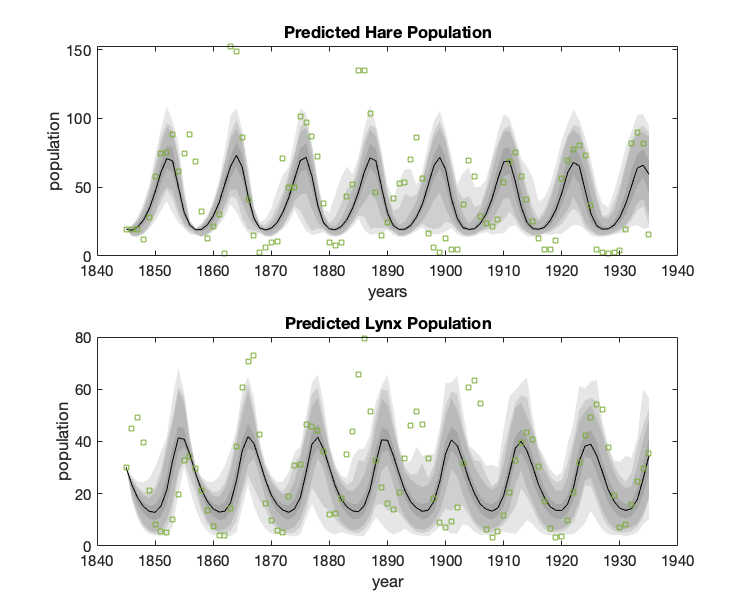 Predicted Hare Population
150
100
50
0
population
1840 1850 1860 1870 1880 1890 1900 1910 1920 1930 1940
years
Predicted Lynx Population
80
60
40
20
0
population
1840 1850 1860 1870 1880 1890 1900 1910 1920 1930 1940
year